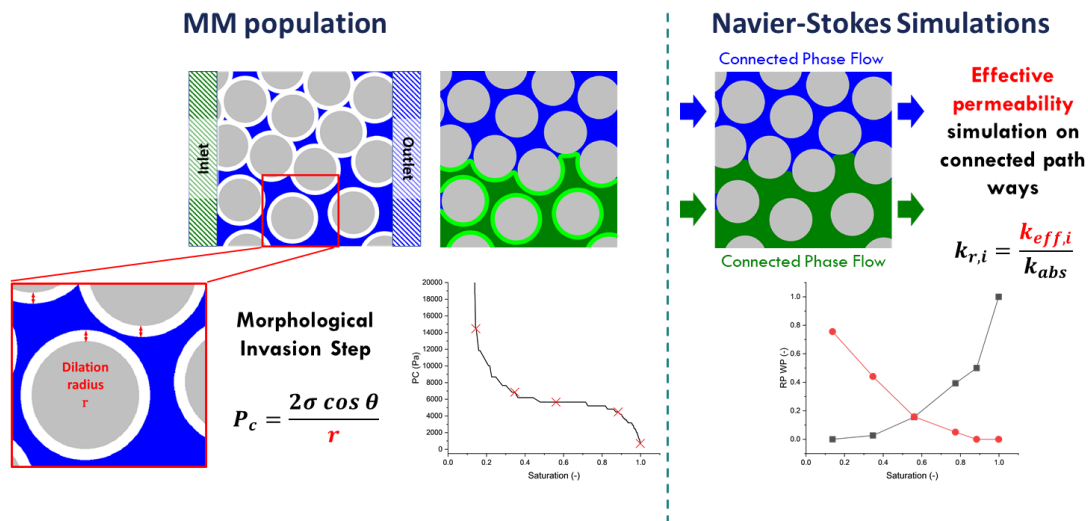 MM population
Inlet
Outlet
Dilation
radius
r
Morphological
Invasion Step
P_c = 2σ cos θ / r
PC (Pa)
20000
18000
16000
14000
12000
10000
8000
6000
4000
2000
0
0.0 0.2 0.4 0.6 0.8 1.0
Saturation (-)
Navier-Stokes Simulations
Connected Phase Flow
Connected Phase Flow
Effective
permeability
simulation on
connected path
ways
k_{r,i} = k_{eff,i} / k_{abs}
RP WP (-)
1.0
0.8
0.6
0.4
0.2
0.0
0.0 0.2 0.4 0.6 0.8 1.0
Saturation (-)